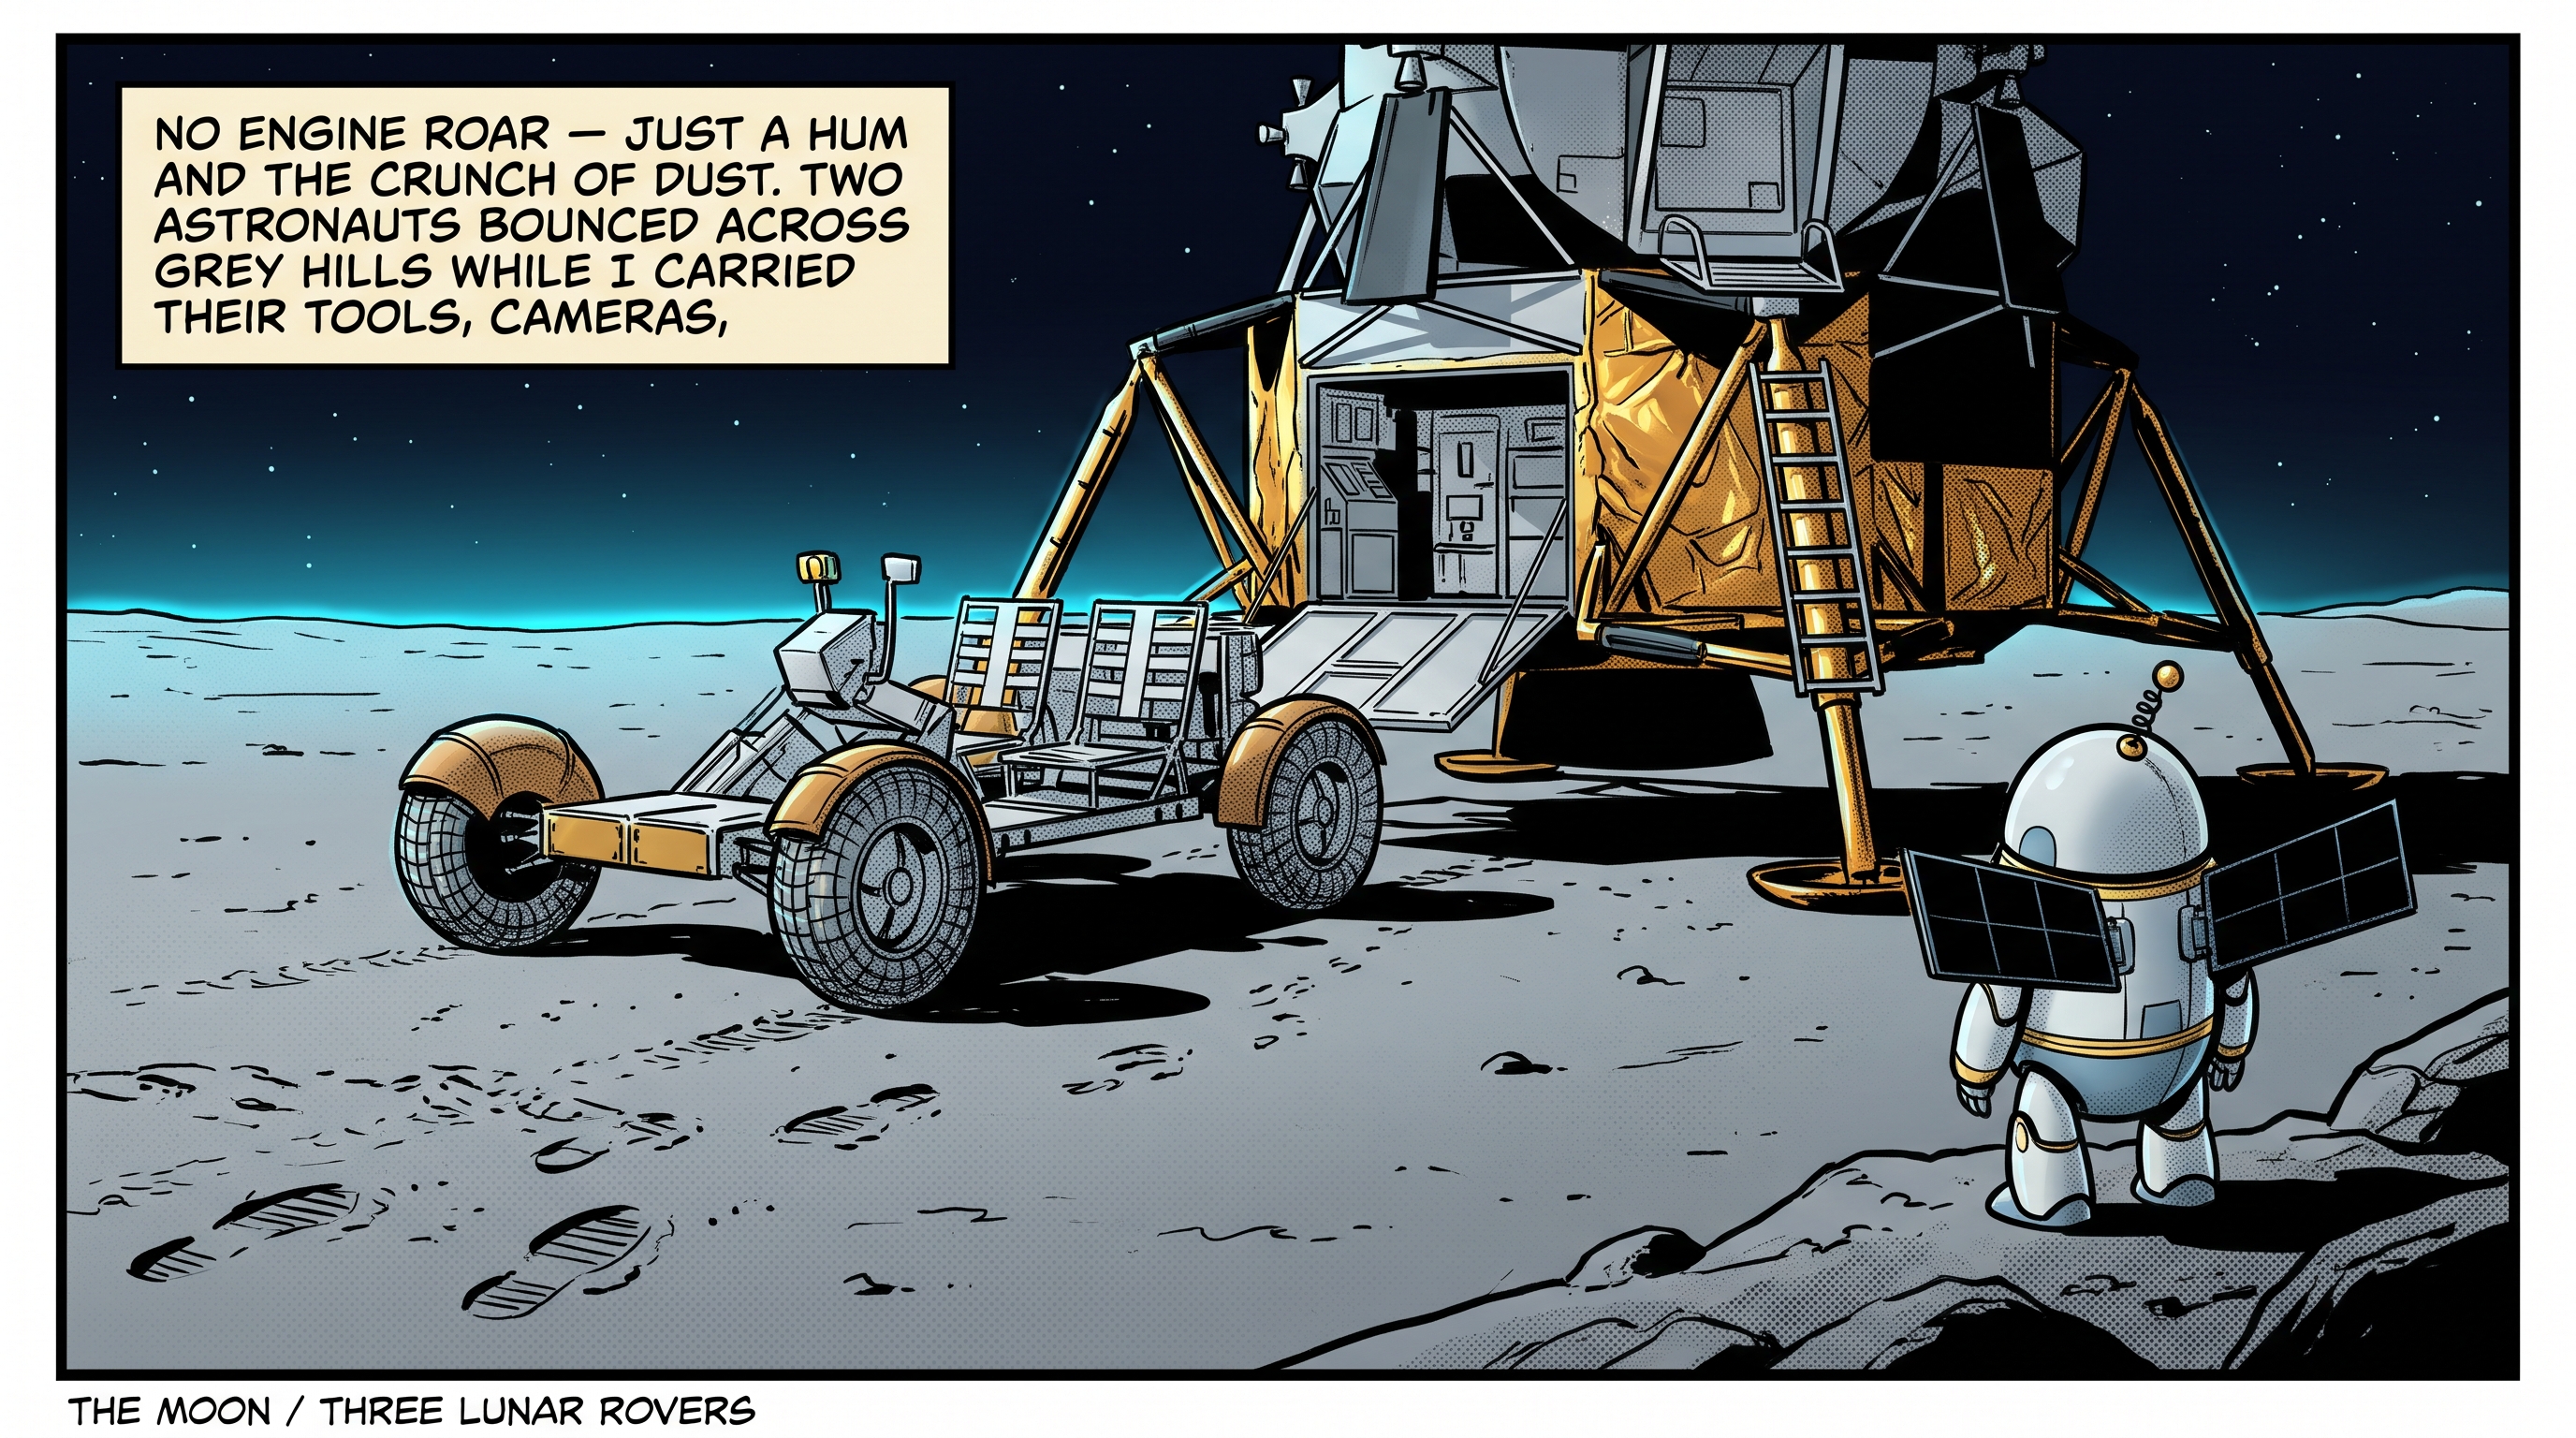 NO ENGINE ROAR — JUST A HUM
AND THE CRUNCH OF DUST. TWO
ASTRONAUTS BOUNCED ACROSS
GREY HILLS WHILE I CARRIED
THEIR TOOLS, CAMERAS,
THE MOON / THREE LUNAR ROVERS